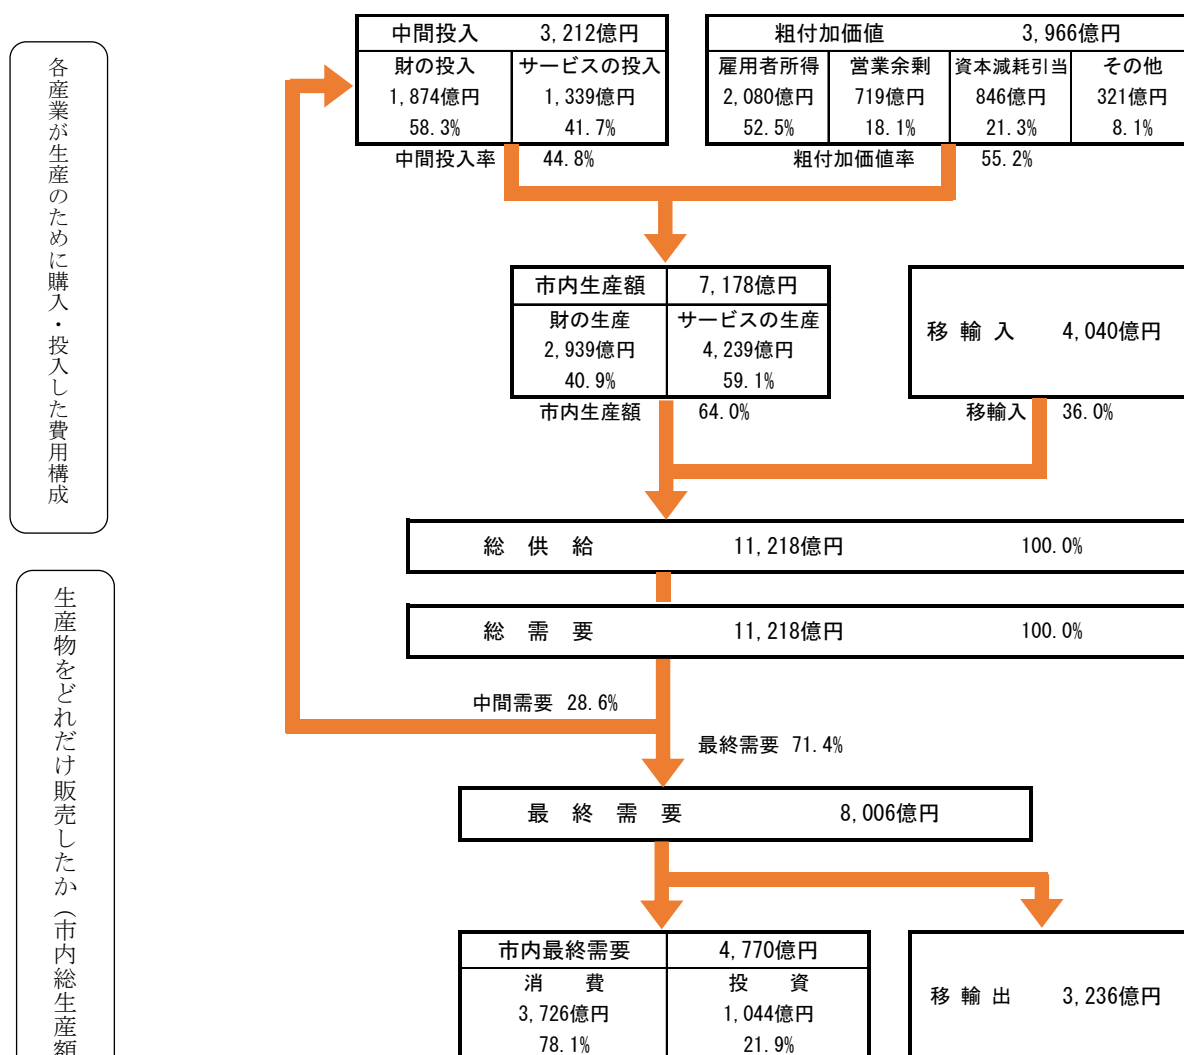 各産業が生産のために購入・投入した費用構成
中間投入 3,212億円
財の投入 サービスの投入
1,874億円 1,339億円
58.3% 41.7%
中間投入率 44.8%
粗付加価値 3,966億円
雇用者所得 営業余剰 資本減耗引当 その他
2,080億円 719億円 846億円 321億円
52.5% 18.1% 21.3% 8.1%
粗付加価値率 55.2%
市内生産額 7,178億円
財の生産 サービスの生産
2,939億円 4,239億円
40.9% 59.1%
市内生産額 64.0%
移輸入 4,040億円
移輸入 36.0%
総供給 11,218億円 100.0%
生産物をどれだけ販売したか（市内総生産額
総需要 11,218億円 100.0%
中間需要 28.6%
最終需要 71.4%
最終需要 8,006億円
市内最終需要 4,770億円
消費 投資
3,726億円 1,044億円
78.1% 21.9%
移輸出 3,236億円